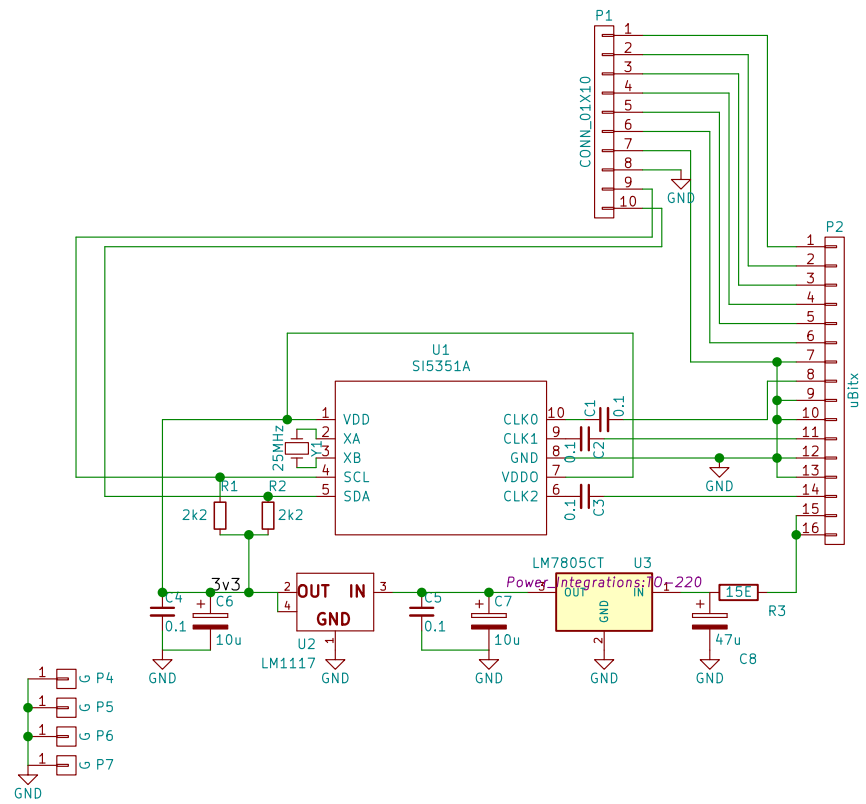 P1
1
2
3
4
5
6
7
8
9
10
CONN_01X10
GND
P2
1
2
3
4
5
6
7
8
9
10
11
12
13
14
15
16
uBitx
U1
SI5351A
1 VDD
2 XA
3 XB
4 SCL
5 SDA
CLK0 10
CLK1 9
GND 8
VDDO 7
CLK2 6
C1
0.1
0.1
C2
0.1
C3
GND
25MHz
Y1
R1
R2
2k2
2k2
3v3
C4
0.1
C6
10u
+
GND
2 OUT IN 3
4
GND
1
U2
LM1117
GND
C5
0.1
C7
10u
+
GND
LM7805CT U3
Power_Integrations:TO-220
3 OUT IN 1
GND
2
GND
15E
R3
+
47u
C8
GND
1 G P4
1 G P5
1 G P6
1 G P7
GND